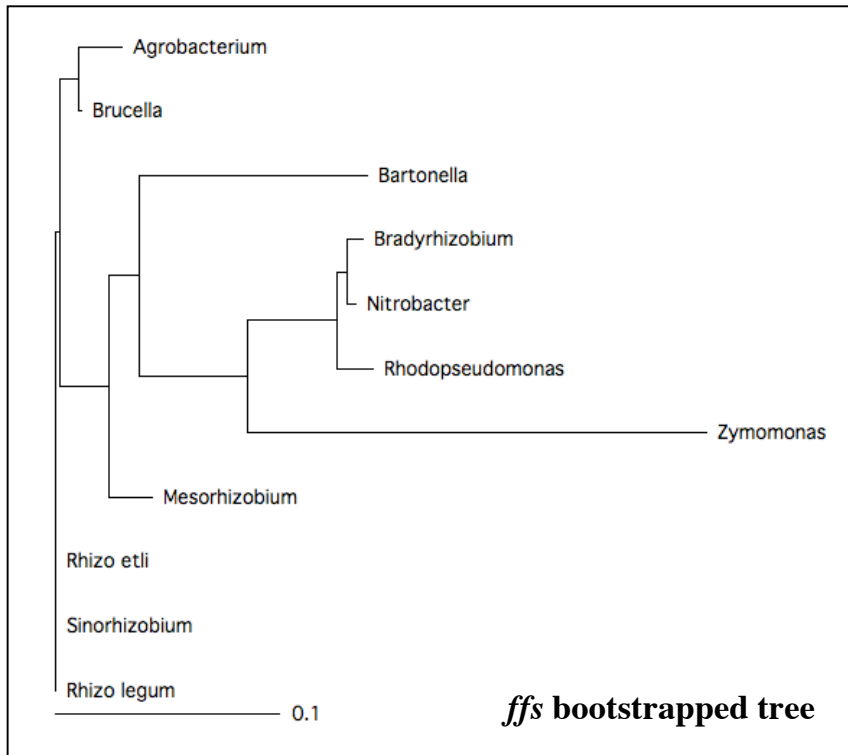 Agrobacterium
Brucella
Bartonella
Bradyrhizobium
Nitrobacter
Rhodopseudomonas
Zymomonas
Mesorhizobium
Rhizo etli
Sinorhizobium
Rhizo legum
0.1
ffs bootstrapped tree